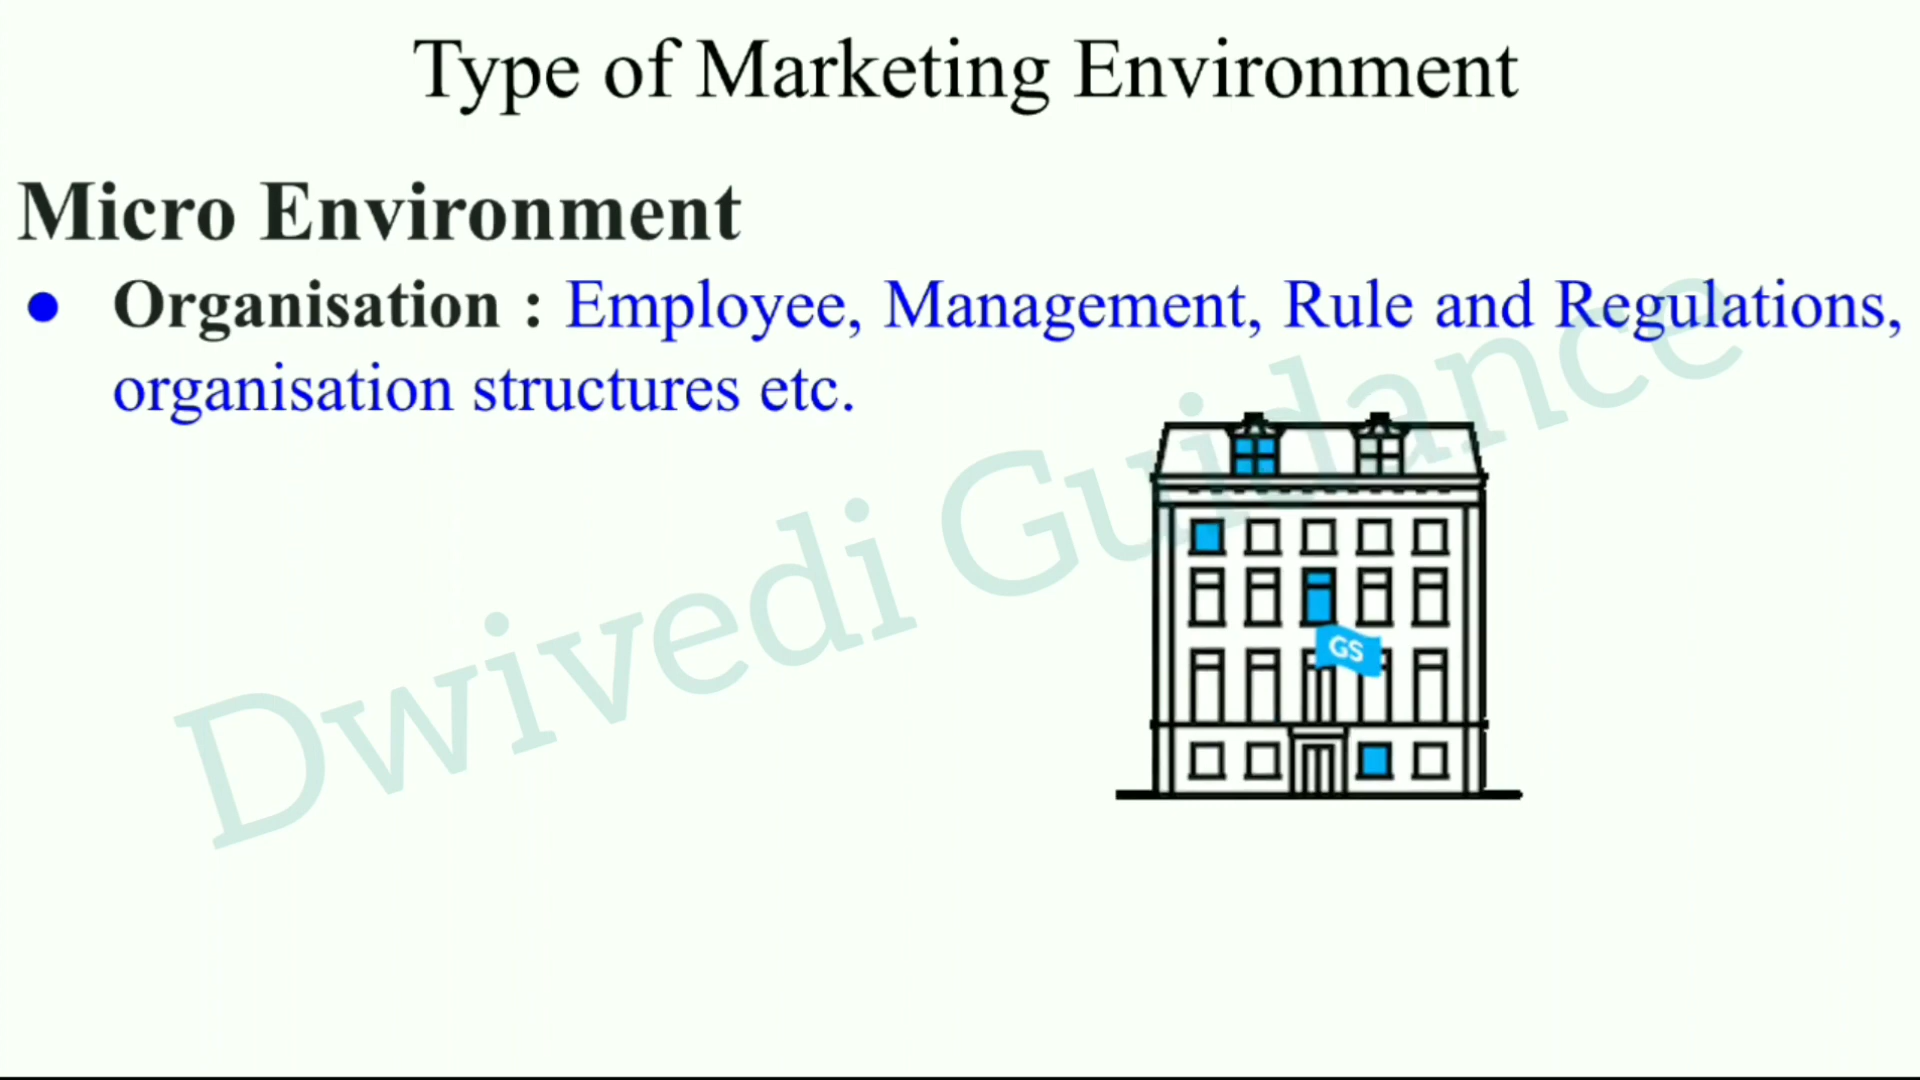 Type of Marketing Environment
Micro Environment
● Organisation : Employee, Management, Rule and Regulations,
organisation structures etc.
Dwivedi Guidance
GS